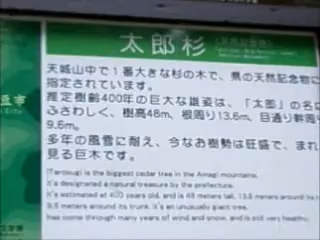 太郎杉
天城山中で1番大きな杉の木で、県の天然記念物に
指定されています。
推定樹齢400年の巨大な雄姿は、「太郎」の名に
ふさわしく、樹高48m、根周り13.6m、目通り幹周り
9.6m。
多年の風雪に耐え、今なお樹勢は旺盛で、まれに
見る巨木です。
(Tarosugi is the biggest cedar tree in the Amagi mountains.
It's designated a natural treasure by the prefecture.
It's estimated at 400 years old, and is 48 meters tall, 13.6 meters around its
9.6 meters around its trunk. It's an unusually giant tree.
has come through many years of wind and snow, and is still very healthy.